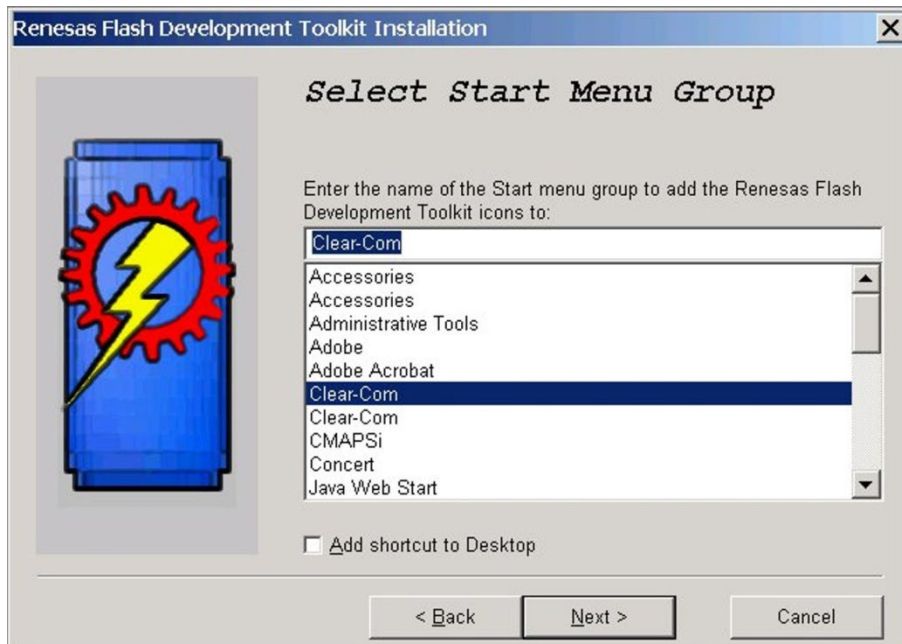 Renesas Flash Development Toolkit Installation
Select Start Menu Group
Enter the name of the Start menu group to add the Renesas Flash
Development Toolkit icons to:
Clear-Com
Accessories
Accessories
Administrative Tools
Adobe
Adobe Acrobat
Clear-Com
Clear-Com
CMAPSi
Concert
Java Web Start
Add shortcut to Desktop
< Back
Next >
Cancel